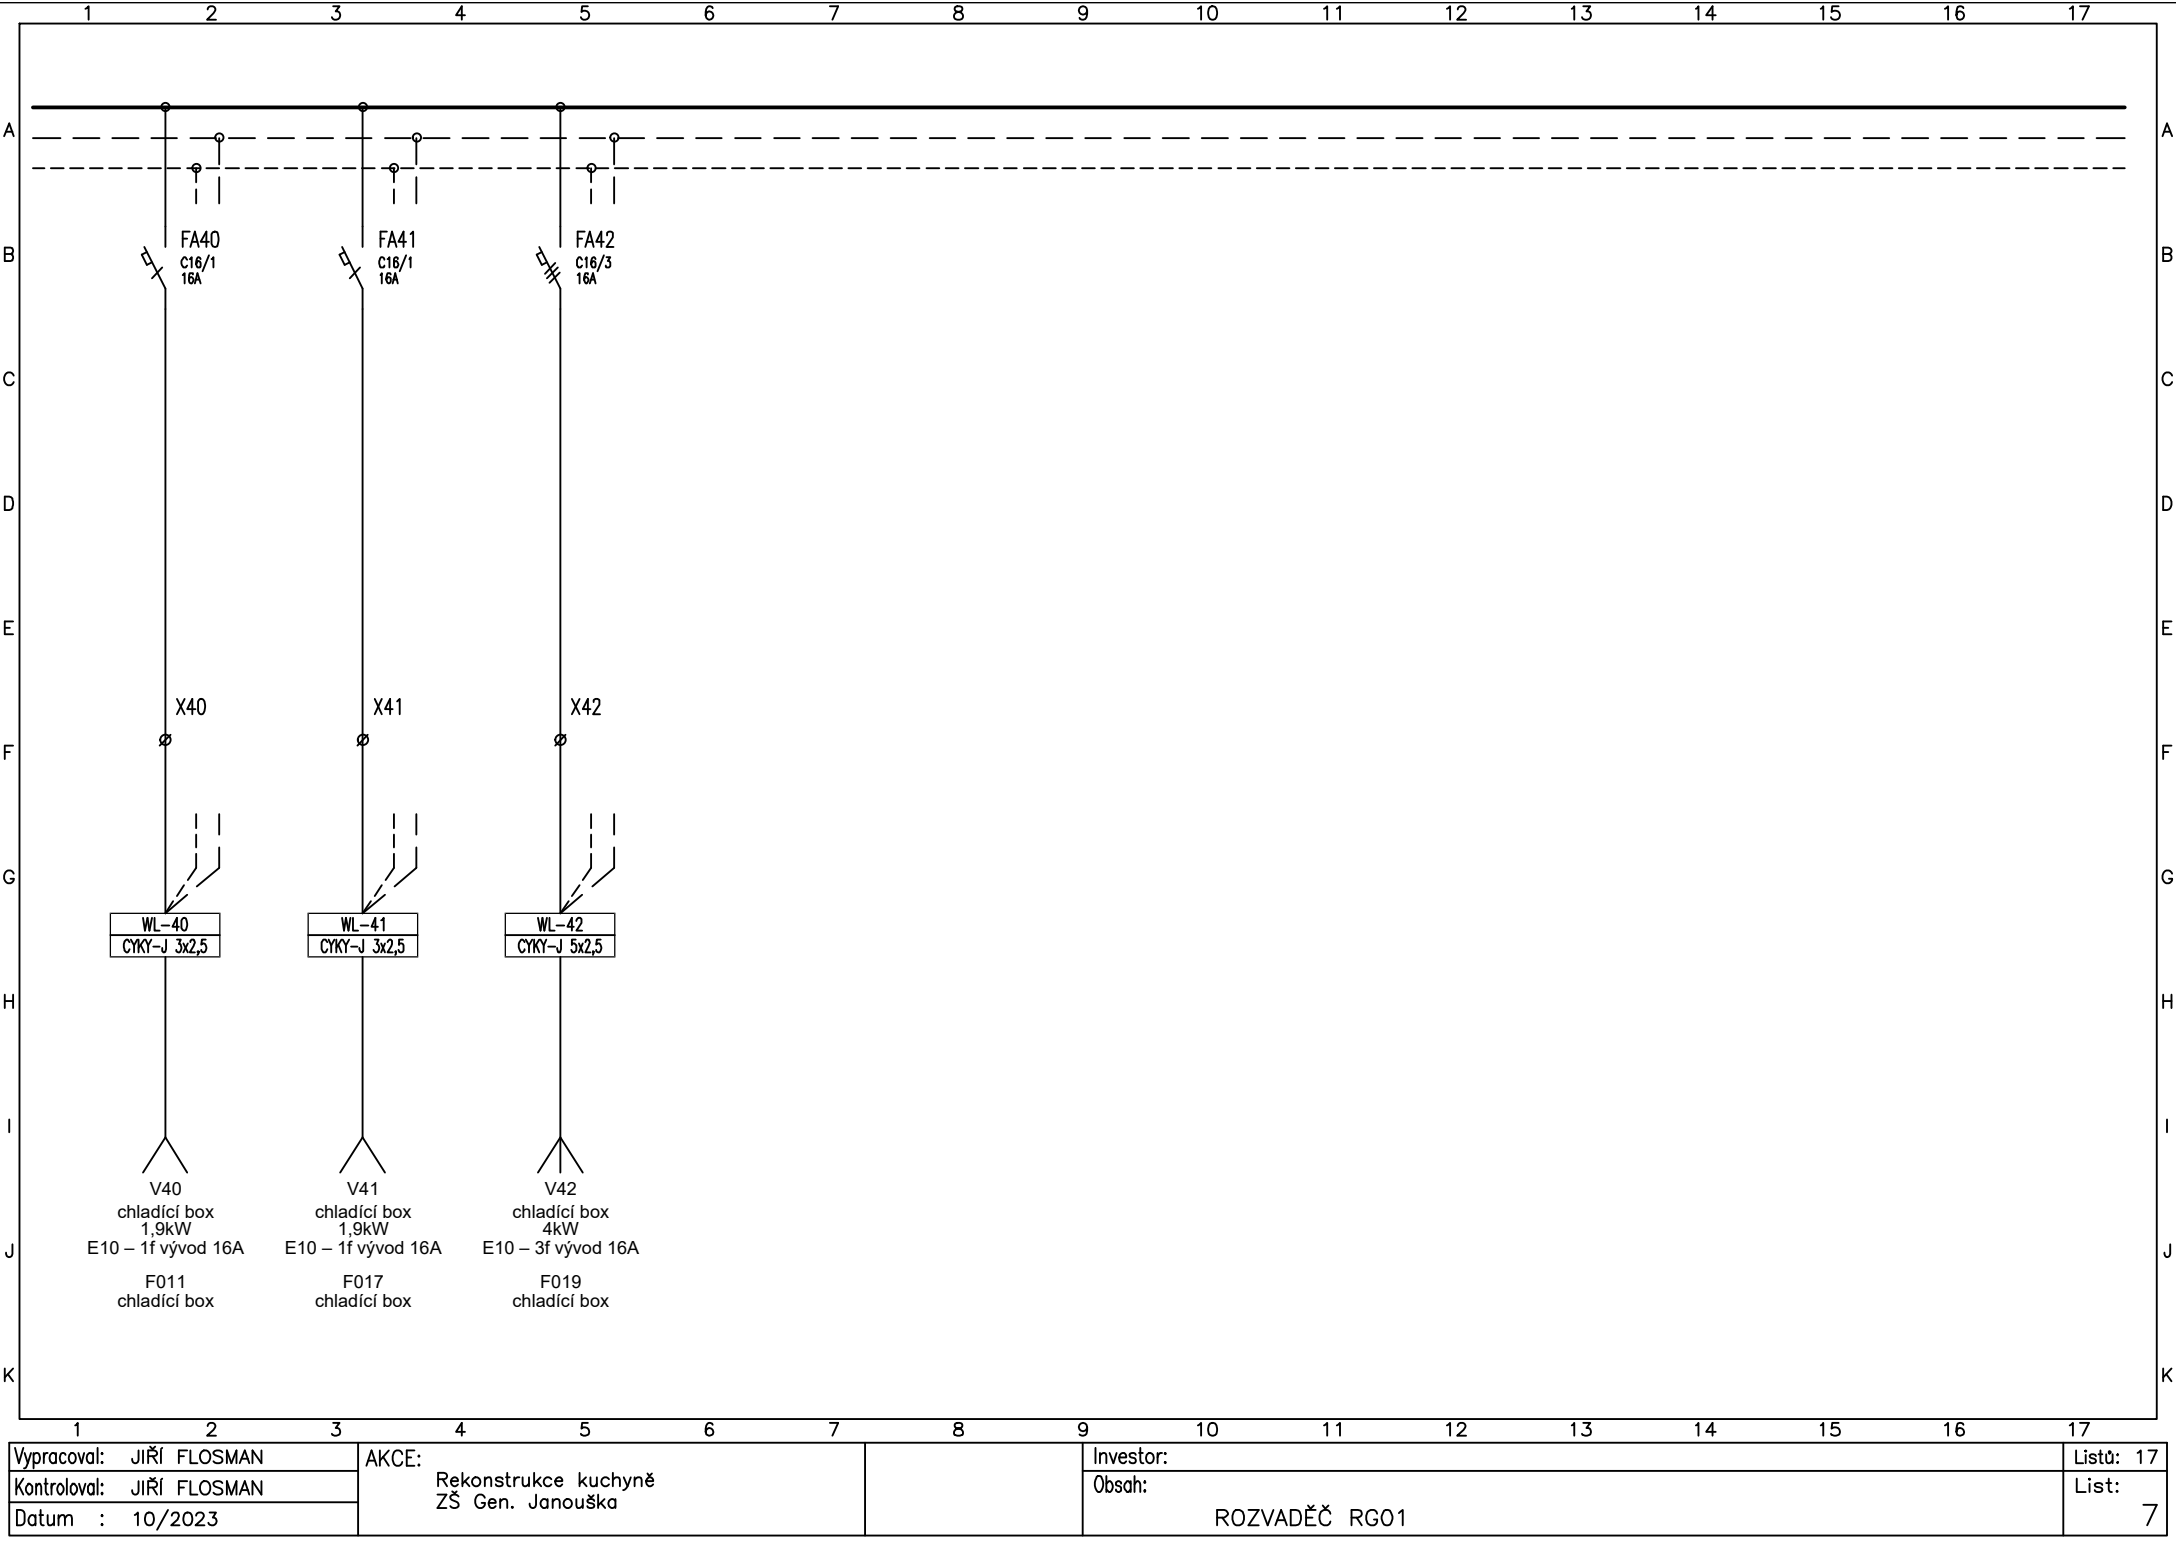 1 2 3 4 5 6 7 8 9 10 11 12 13 14 15 16 17
A A
FA40 FA41 FA42
B C16/1 C16/1 C16/3 B
16A 16A 16A
C C
D D
E E
X40 X41 X42
F F
G G
WL-40 WL-41 WL-42
CYKY-J 3x2,5 CYKY-J 3x2,5 CYKY-J 5x2,5
H H
I I
V40 V41 V42
chladící box chladící box chladící box
1,9kW 1,9kW 4kW
J E10 – 1f vývod 16A E10 – 1f vývod 16A E10 – 3f vývod 16A J
F011 F017 F019
chladící box chladící box chladící box
K K
1 2 3 4 5 6 7 8 9 10 11 12 13 14 15 16 17
Vypracoval: JIŘÍ FLOSMAN
Kontroloval: JIŘÍ FLOSMAN
Datum : 10/2023
AKCE:
Rekonstrukce kuchyně
ZŠ Gen. Janouška
Investor:
Obsah:
ROZVADĚČ RGO1
Listů: 17
List:
7